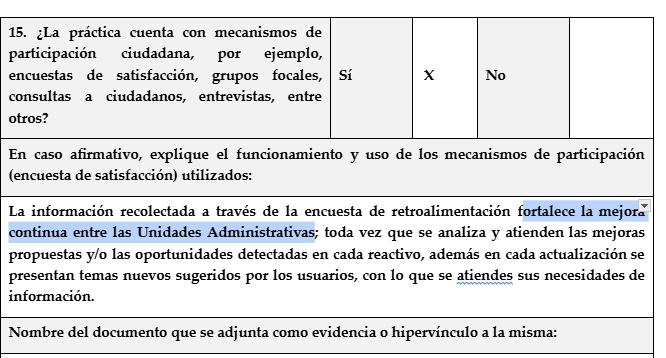 15. ¿La práctica cuenta con mecanismos de
participación ciudadana, por ejemplo,
encuestas de satisfacción, grupos focales,
consultas a ciudadanos, entrevistas, entre
otros?
Sí
X
No
En caso afirmativo, explique el funcionamiento y uso de los mecanismos de participación
(encuesta de satisfacción) utilizados:
La información recolectada a través de la encuesta de retroalimentación fortalece la mejora
continua entre las Unidades Administrativas; toda vez que se analiza y atienden las mejoras
propuestas y/o las oportunidades detectadas en cada reactivo, además en cada actualización se
presentan temas nuevos sugeridos por los usuarios, con lo que se atiendes sus necesidades de
información.
Nombre del documento que se adjunta como evidencia o hipervínculo a la misma: